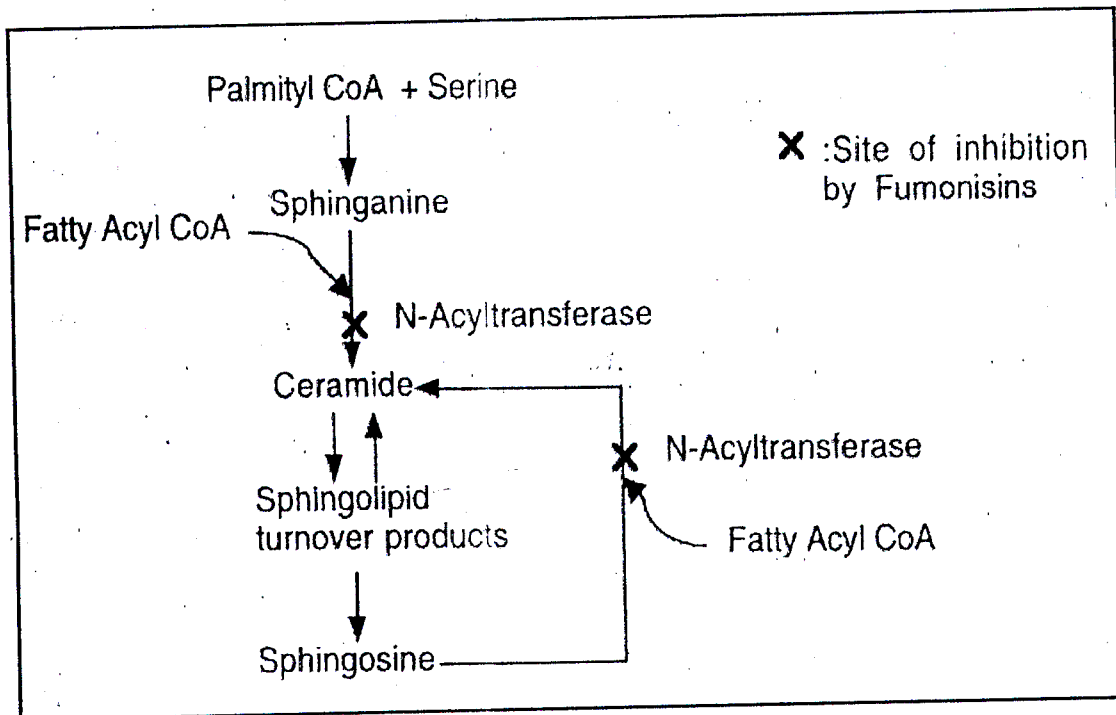 Palmityl CoA + Serine
X :Site of inhibition
by Fumonisins
Sphinganine
Fatty Acyl CoA
N-Acyltransferase
Ceramide
N-Acyltransferase
Sphingolipid
turnover products
Fatty Acyl CoA
Sphingosine